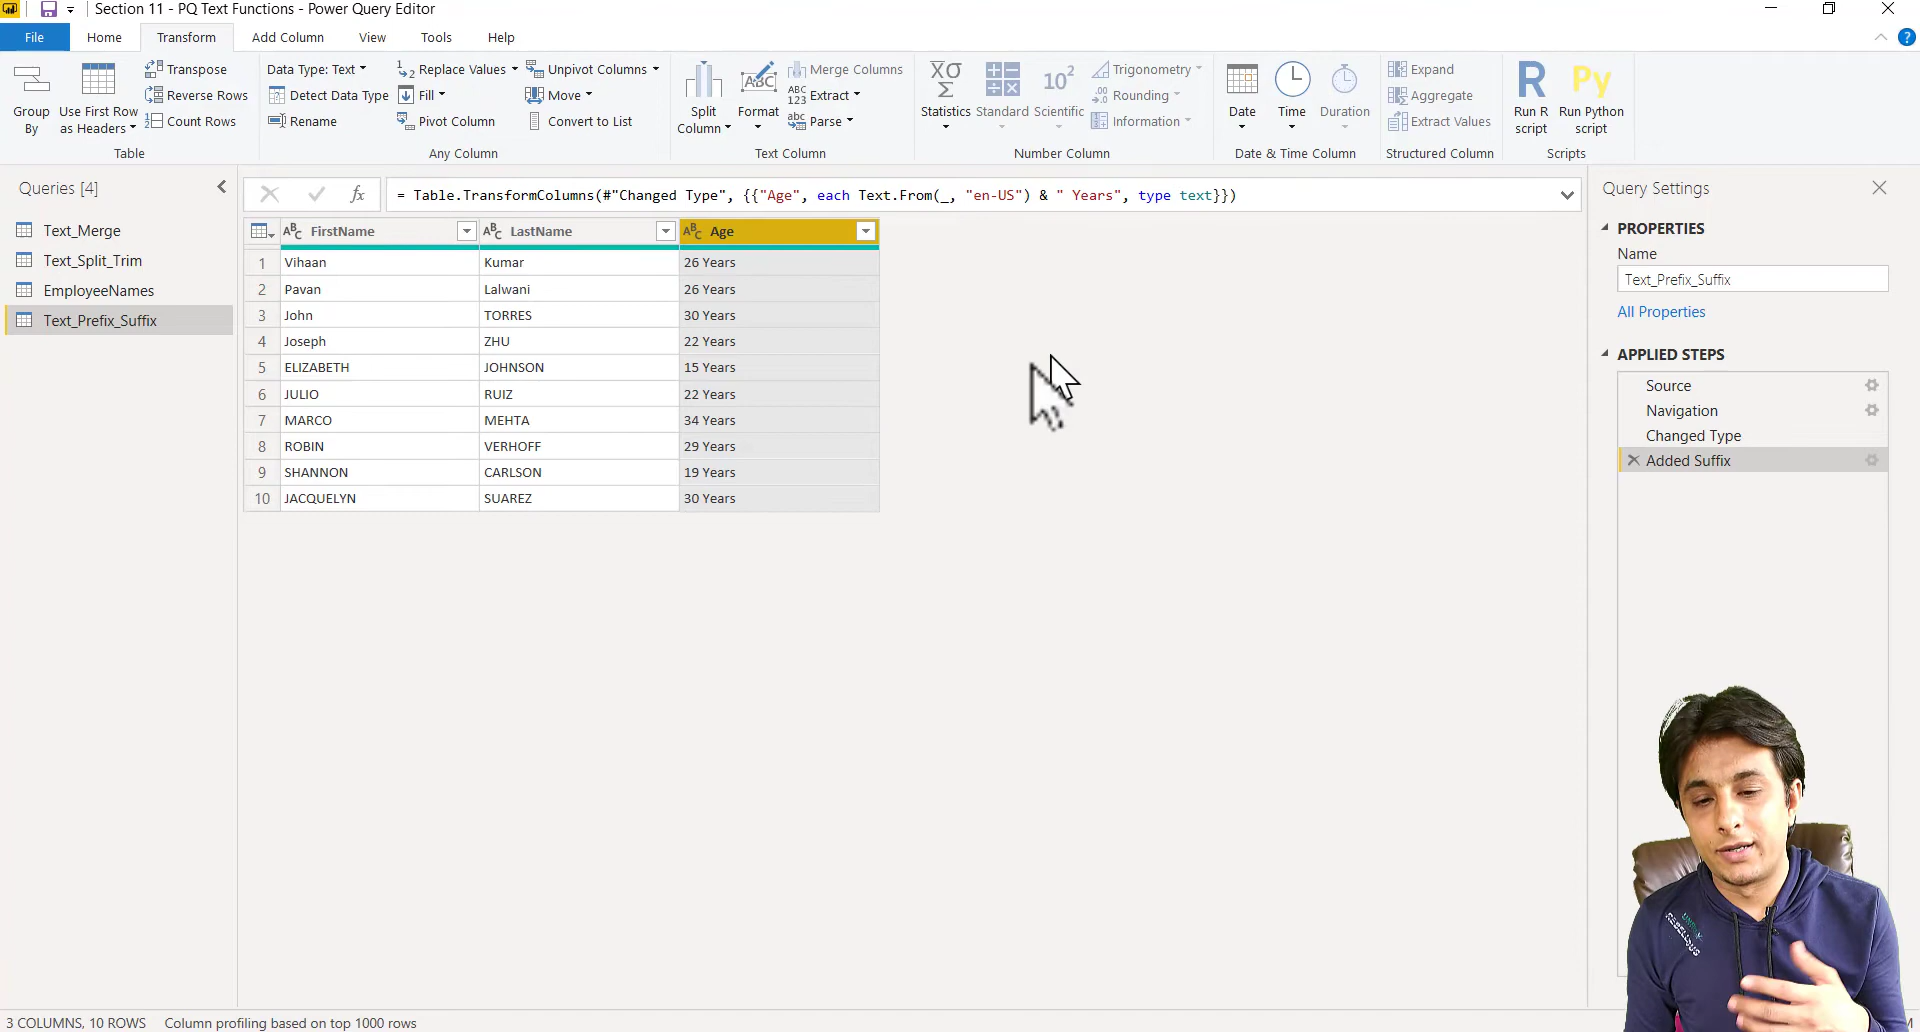 Section 11 - PQ Text Functions - Power Query Editor
File Home Transform Add Column View Tools Help
Group By
Use First Row as Headers
Transpose
Reverse Rows
Count Rows
Table
Data Type: Text
Detect Data Type
Rename
Replace Values
Fill
Pivot Column
Unpivot Columns
Move
Convert to List
Any Column
Split Column
Format
Merge Columns
Extract
Parse
Text Column
Statistics
Standard
Scientific
Trigonometry
Rounding
Information
Number Column
Date
Time
Duration
Date & Time Column
Expand
Aggregate
Extract Values
Structured Column
Run R script
Run Python script
Scripts
Queries [4]
Text_Merge
Text_Split_Trim
EmployeeNames
Text_Prefix_Suffix
= Table.TransformColumns(#"Changed Type", {{"Age", each Text.From(_, "en-US") & " Years", type text}})
FirstName LastName Age
1 Vihaan Kumar 26 Years
2 Pavan Lalwani 26 Years
3 John TORRES 30 Years
4 Joseph ZHU 22 Years
5 ELIZABETH JOHNSON 15 Years
6 JULIO RUIZ 22 Years
7 MARCO MEHTA 34 Years
8 ROBIN VERHOFF 29 Years
9 SHANNON CARLSON 19 Years
10 JACQUELYN SUAREZ 30 Years
Query Settings
PROPERTIES
Name
Text_Prefix_Suffix
All Properties
APPLIED STEPS
Source
Navigation
Changed Type
Added Suffix
3 COLUMNS, 10 ROWS Column profiling based on top 1000 rows